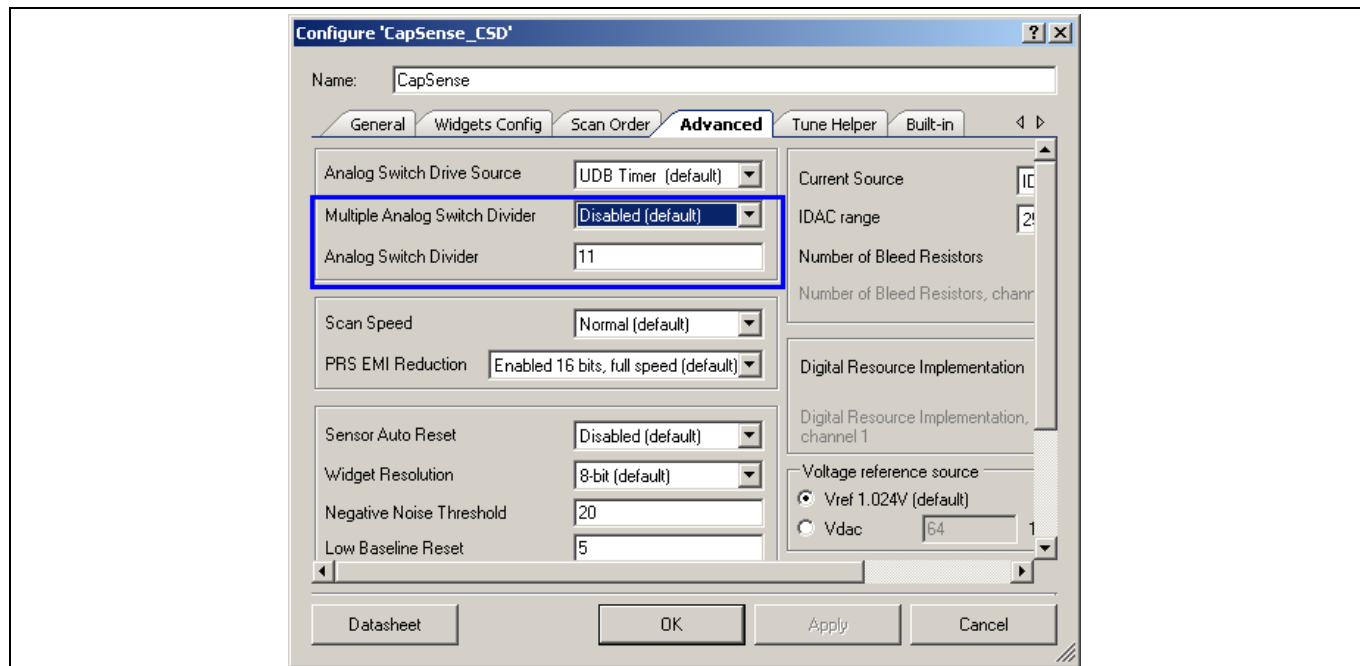 Configure 'CapSense_CSD'
Name: CapSense
General Widgets Config Scan Order Advanced Tune Helper Built-in
Analog Switch Drive Source UDB Timer (default)
Multiple Analog Switch Divider Disabled (default)
Analog Switch Divider 11
Scan Speed Normal (default)
PRS EMI Reduction Enabled 16 bits, full speed (default)
Sensor Auto Reset Disabled (default)
Widget Resolution 8-bit (default)
Negative Noise Threshold 20
Low Baseline Reset 5
Current Source
IDAC range
Number of Bleed Resistors
Number of Bleed Resistors,
Digital Resource Implementation
Digital Resource Implementation,
channel 1
Voltage reference source
Vref 1.024V (default)
Vdac 64
Datasheet OK Apply Cancel